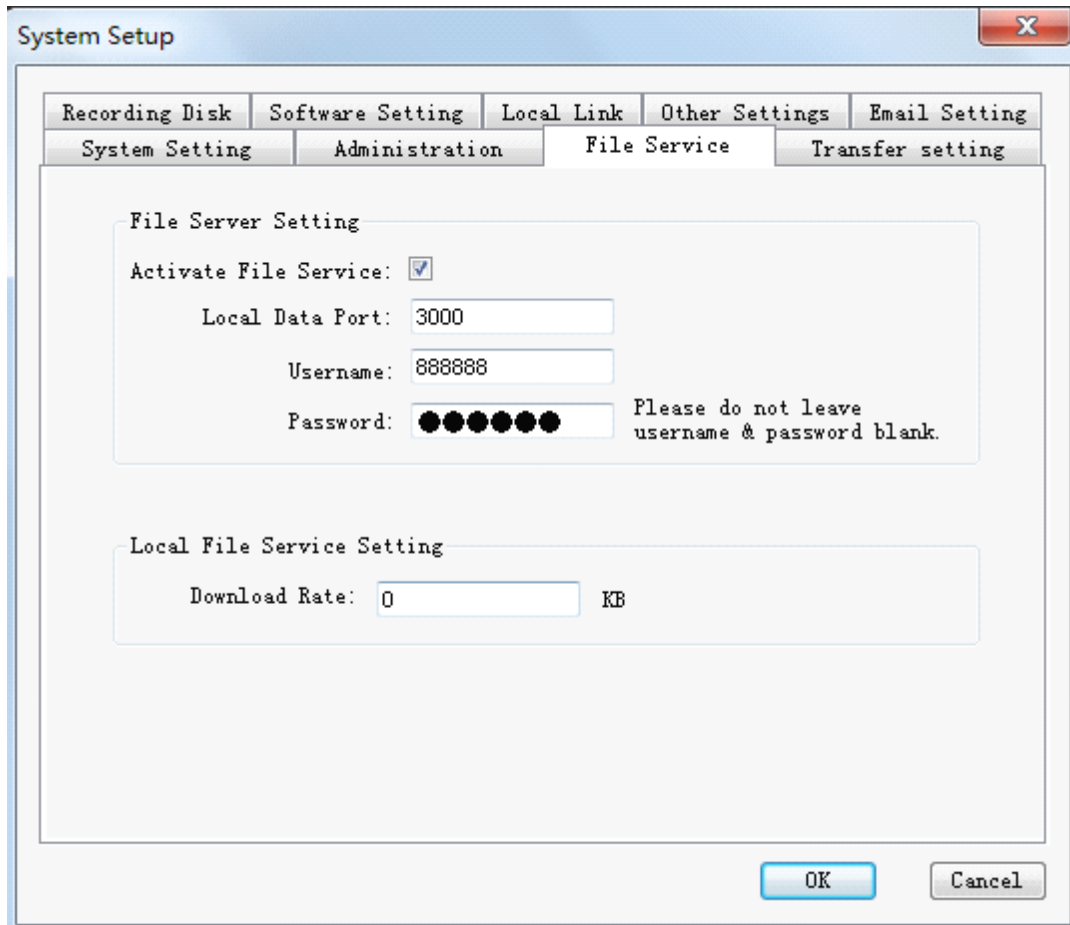 System Setup
Recording Disk Software Setting Local Link Other Settings Email Setting
System Setting Administration File Service Transfer setting
File Server Setting
Activate File Service:
Local Data Port: 3000
Username: 888888
Password: ●●●●●●
Please do not leave
username & password blank.
Local File Service Setting
Download Rate: 0 KB
OK Cancel